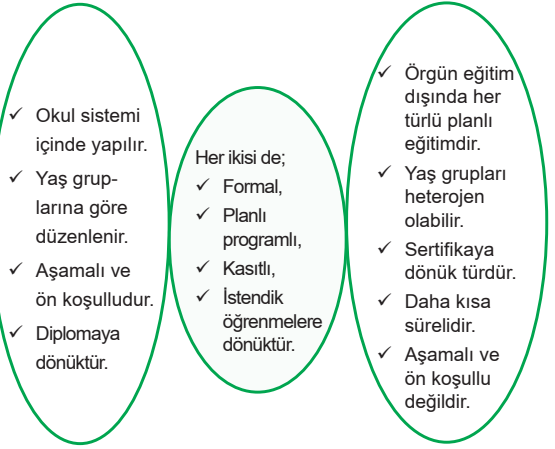 ✓ Okul sistemi
içinde yapılır.
✓ Yaş grup-
larına göre
düzenlenir.
✓ Aşamalı ve
ön koşulludur.
✓ Diplomaya
dönüktür.
Her ikisi de;
✓ Formal,
✓ Planlı
programlı,
✓ Kasıtlı,
✓ İstendik
öğrenmelere
dönüktür.
✓ Örgün eğitim
dışında her
türlü planlı
eğitimdir.
✓ Yaş grupları
heterojen
olabilir.
✓ Sertifikaya
dönük türdür.
✓ Daha kısa
sürelidir.
✓ Aşamalı ve
ön koşullu
değildir.